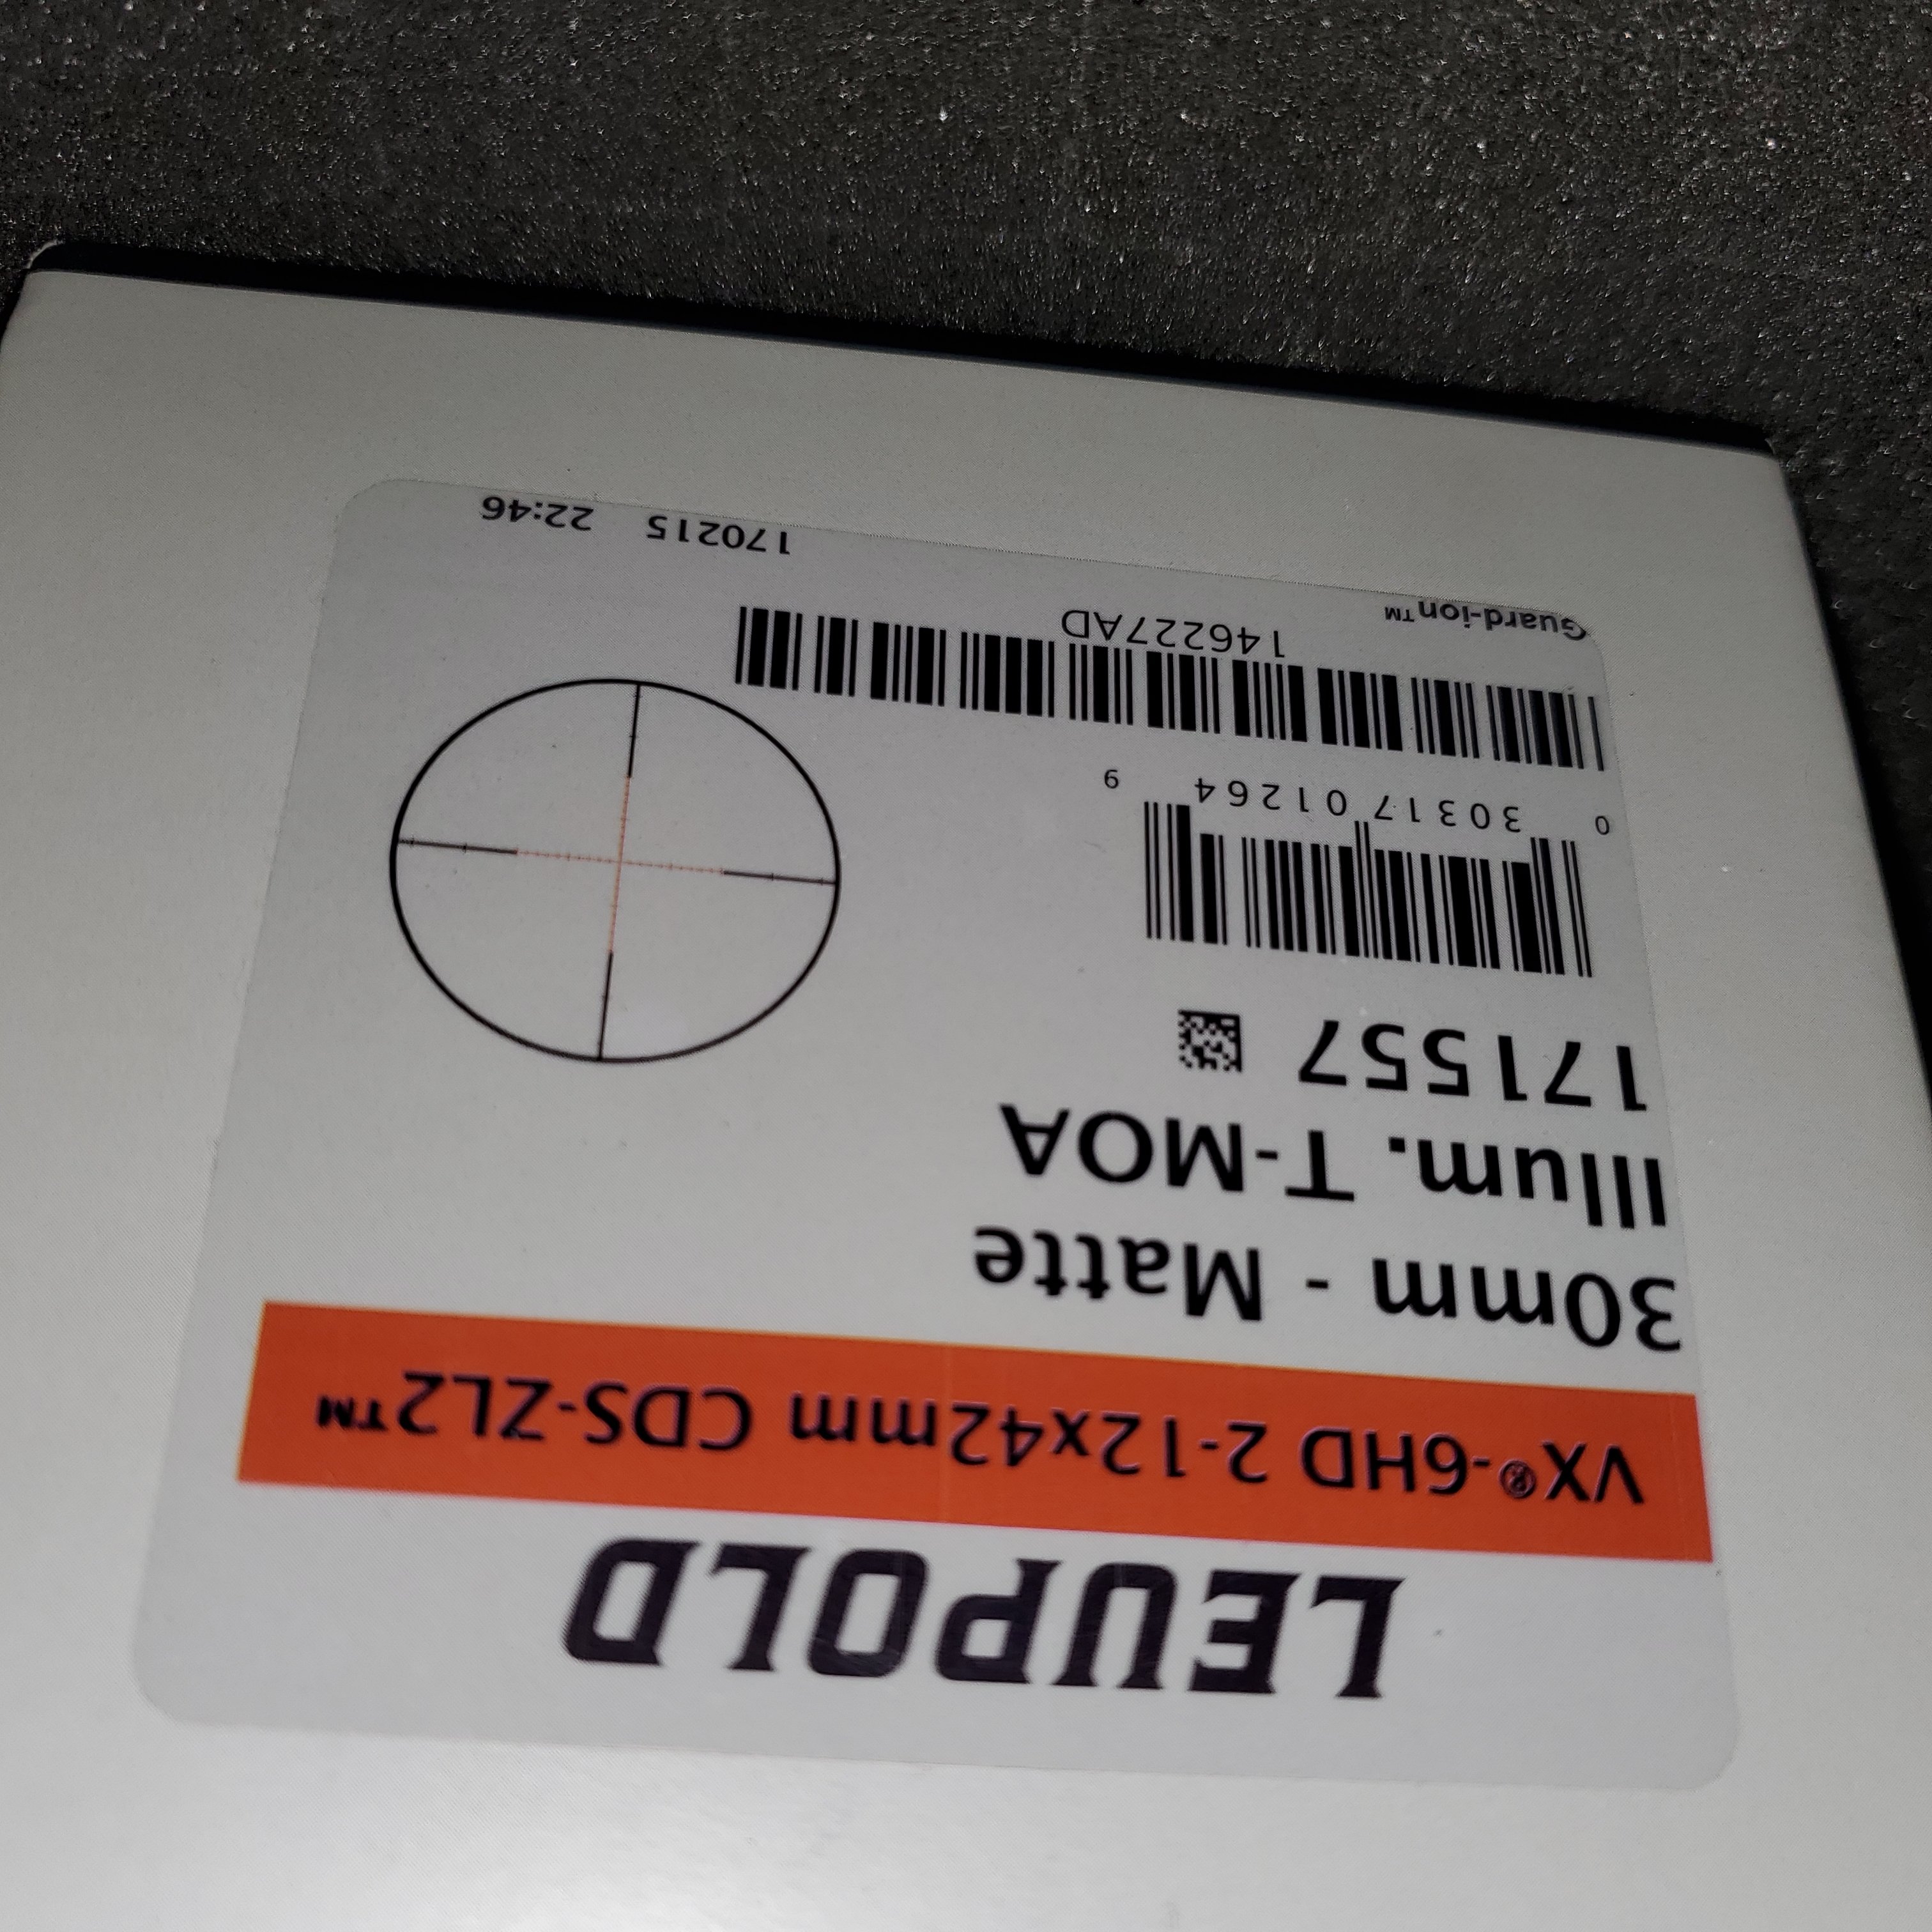 LEUPOLD
VX®-6HD 2-12x42mm CDS-ZL2™
30mm - Matte
Illum. T-MOA
171557
0 30317 01264 9
146227AD
Guard-ion™
170215 22:46